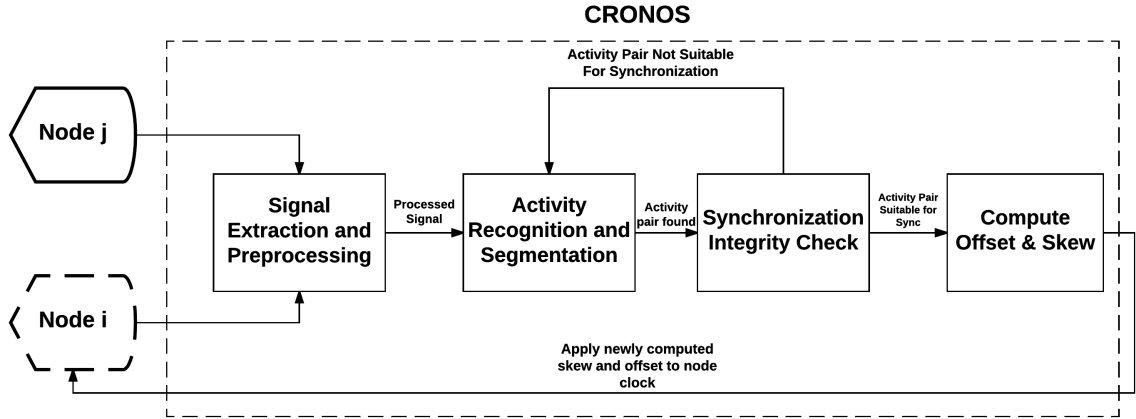 CRONOS
Activity Pair Not Suitable
For Synchronization
Node j
Signal
Extraction and
Preprocessing
Processed
Signal
Activity
Recognition and
Segmentation
Activity
pair found
Synchronization
Integrity Check
Activity Pair
Suitable for
Sync
Compute
Offset & Skew
Node i
Apply newly computed
skew and offset to node
clock